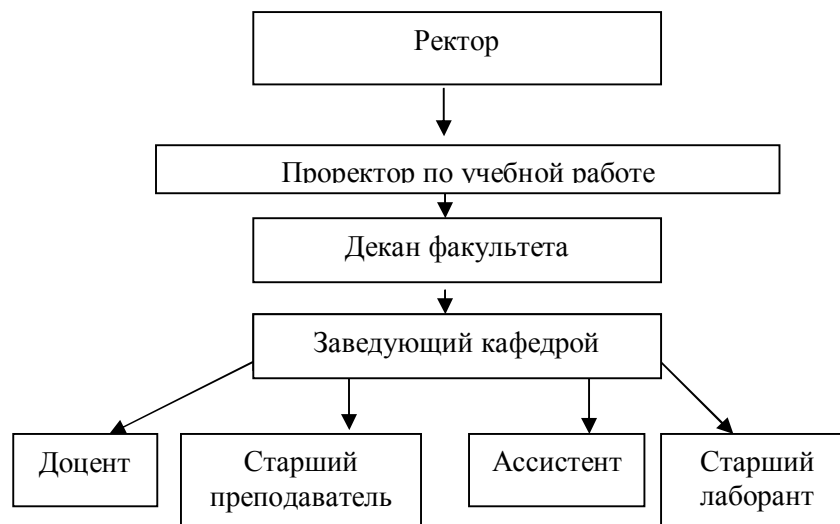 Ректор
Проректор по учебной работе
Декан факультета
Заведующий кафедрой
Доцент
Старший
преподаватель
Ассистент
Старший
лаборант